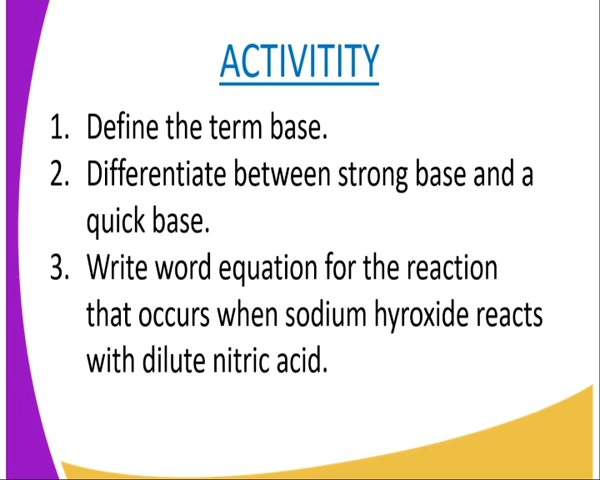 ACTIVITITY
1. Define the term base.
2. Differentiate between strong base and a
quick base.
3. Write word equation for the reaction
that occurs when sodium hyroxide reacts
with dilute nitric acid.